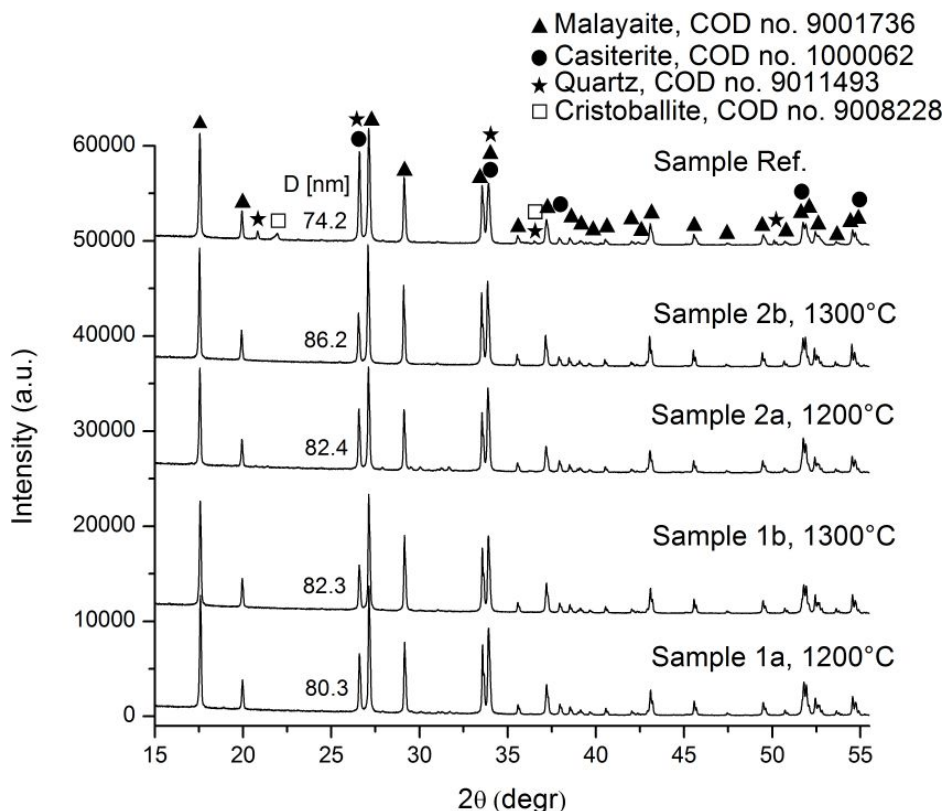 ▲ Malayaite, COD no. 9001736
● Casiterite, COD no. 1000062
★ Quartz, COD no. 9011493
□ Cristoballite, COD no. 9008228
Sample Ref.
D [nm]
74.2
Sample 2b, 1300°C
86.2
Sample 2a, 1200°C
82.4
Sample 1b, 1300°C
82.3
Sample 1a, 1200°C
80.3
Intensity (a.u.)
60000
50000
40000
30000
20000
10000
0
15 20 25 30 35 40 45 50 55
2θ (degr)